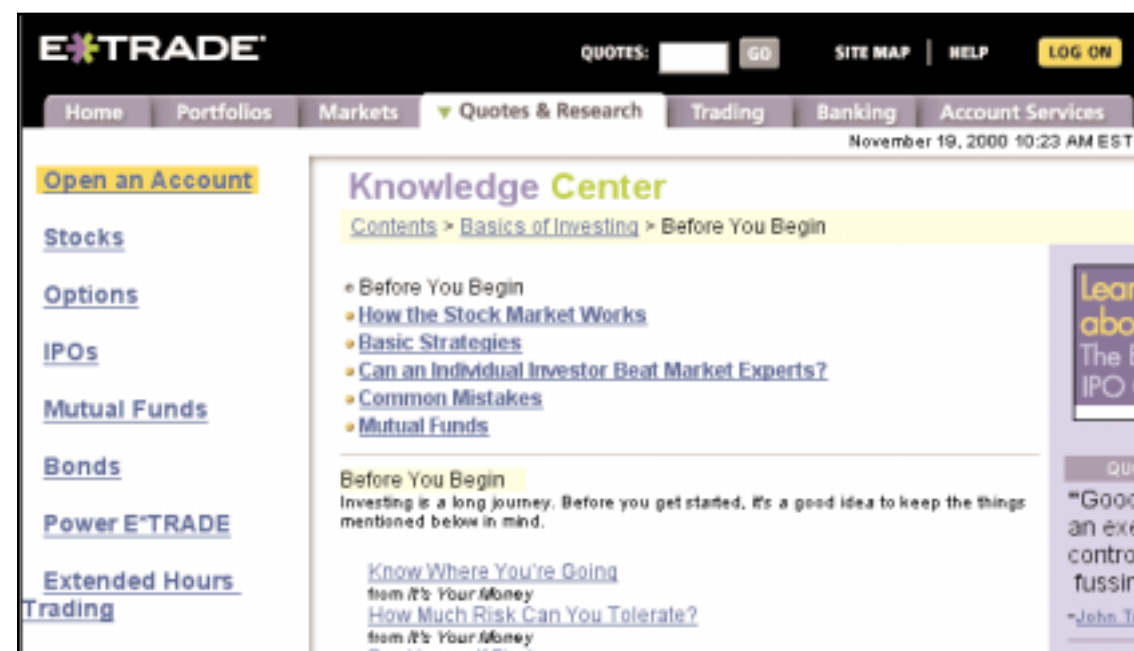 E*TRADE
QUOTES: GO SITE MAP | HELP LOG ON
Home Portfolios Markets Quotes & Research Trading Banking Account Services
November 19, 2000 10:23 AM EST
Open an Account
Stocks
Options
IPOs
Mutual Funds
Bonds
Power E*TRADE
Extended Hours
Trading
Knowledge Center
Contents > Basics of Investing > Before You Begin
Before You Begin
How the Stock Market Works
Basic Strategies
Can an Individual Investor Beat Market Experts?
Common Mistakes
Mutual Funds
Before You Begin
Investing is a long journey. Before you get started, it's a good idea to keep the things
mentioned below in mind.
Know Where You're Going
from It's Your Money
How Much Risk Can You Tolerate?
from It's Your Money
The
IPO
an
-John